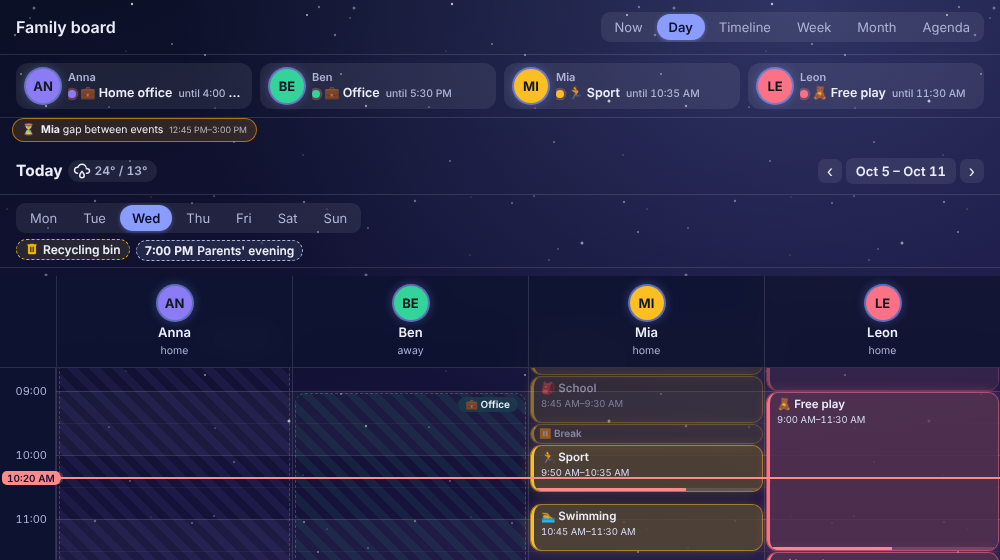 Family board
Now Day Timeline Week Month Agenda
AN Anna
💼 Home office until 4:00 ...
BE Ben
💼 Office until 5:30 PM
MI Mia
🏃 Sport until 10:35 AM
LE Leon
🧸 Free play until 11:30 AM
⏳ Mia gap between events 12:45 PM–3:00 PM
Today 24° / 13°
‹ Oct 5 – Oct 11 ›
Mon Tue Wed Thu Fri Sat Sun
Recycling bin
7:00 PM Parents' evening
AN BE MI LE
Anna Ben Mia Leon
home away home home
09:00
10:00
10:20 AM
11:00
💼 Office
🎒 School
8:45 AM–9:30 AM
Break
🏃 Sport
9:50 AM–10:35 AM
🏊 Swimming
10:45 AM–11:30 AM
🧸 Free play
9:00 AM–11:30 AM